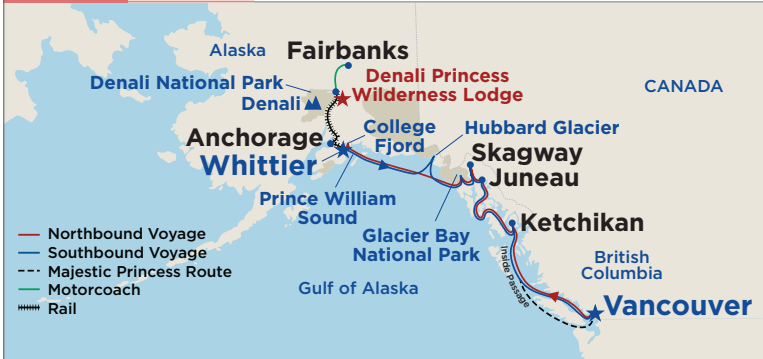 Alaska
Fairbanks
Denali National Park
Denali
Denali Princess
Wilderness Lodge
CANADA
Anchorage
Whittier
College
Fjord
Hubbard Glacier
Skagway
Juneau
Prince William
Sound
Glacier Bay
National Park
Ketchikan
Northbound Voyage
Southbound Voyage
Majestic Princess Route
Motorcoach
Rail
Gulf of Alaska
Inside Passage
British
Columbia
Vancouver